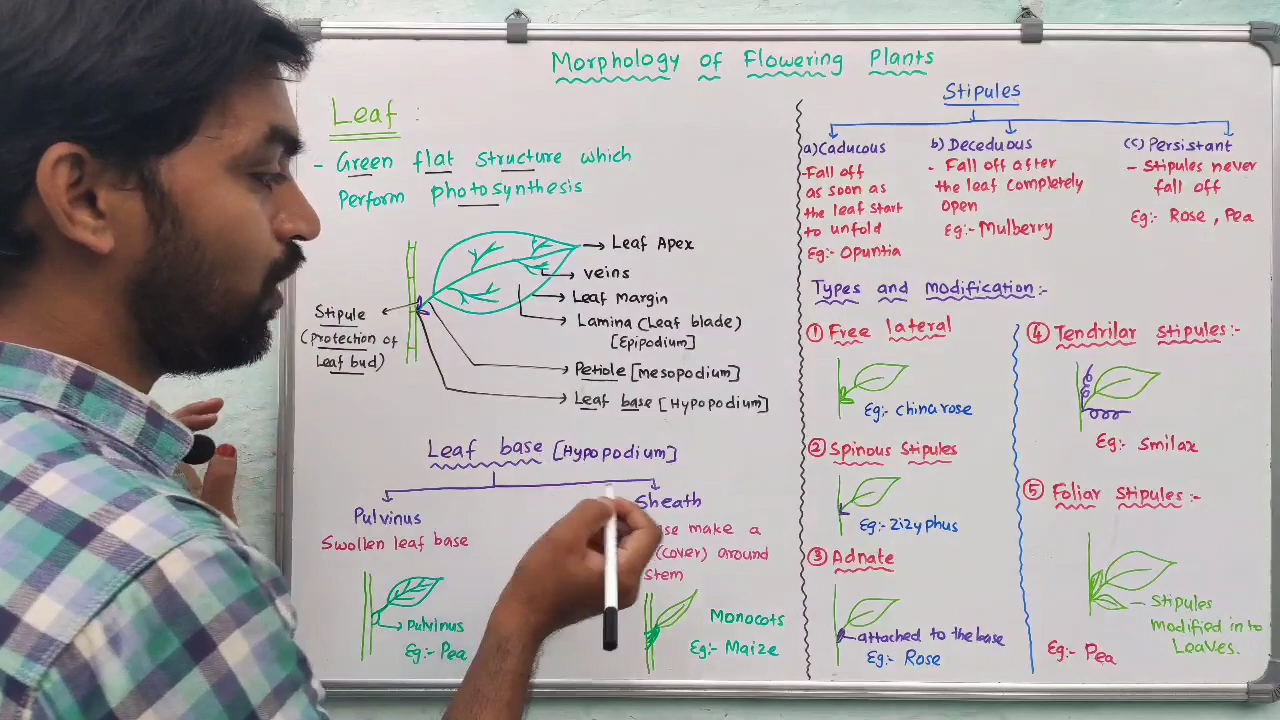 Morphology of Flowering Plants
Leaf :
- Green flat structure which
Perform photosynthesis
Leaf Apex
veins
Leaf Margin
Lamina (Leaf blade)
[Epipodium]
Petiole [mesopodium]
Leaf base [Hypopodium]
Stipule
(protection of
Leaf bud)
Leaf base [Hypopodium]
Pulvinus
Swollen leaf base
Pulvinus
Eg:- Pea
Sheath
make a
(cover) around
stem
Monocots
Eg:- Maize
Stipules
a) Caducous
- Fall off
as soon as
the leaf start
to unfold
Eg:- Opuntia
b) Deceduous
- Fall off after
the leaf completely
open
Eg:- Mulberry
(c) Persistant
- Stipules never
fall off
Eg:- Rose, Pea
Types and modification:-
① Free lateral
Eg:- chinarose
② Spinous Stipules
Eg:- Zizyphus
③ Adnate
attached to the base
Eg:- Rose
④ Tendrilar stipules:-
Eg:- Smilax
⑤ Foliar stipules:-
- Stipules
modified in to
Leaves.
Eg:- Pea